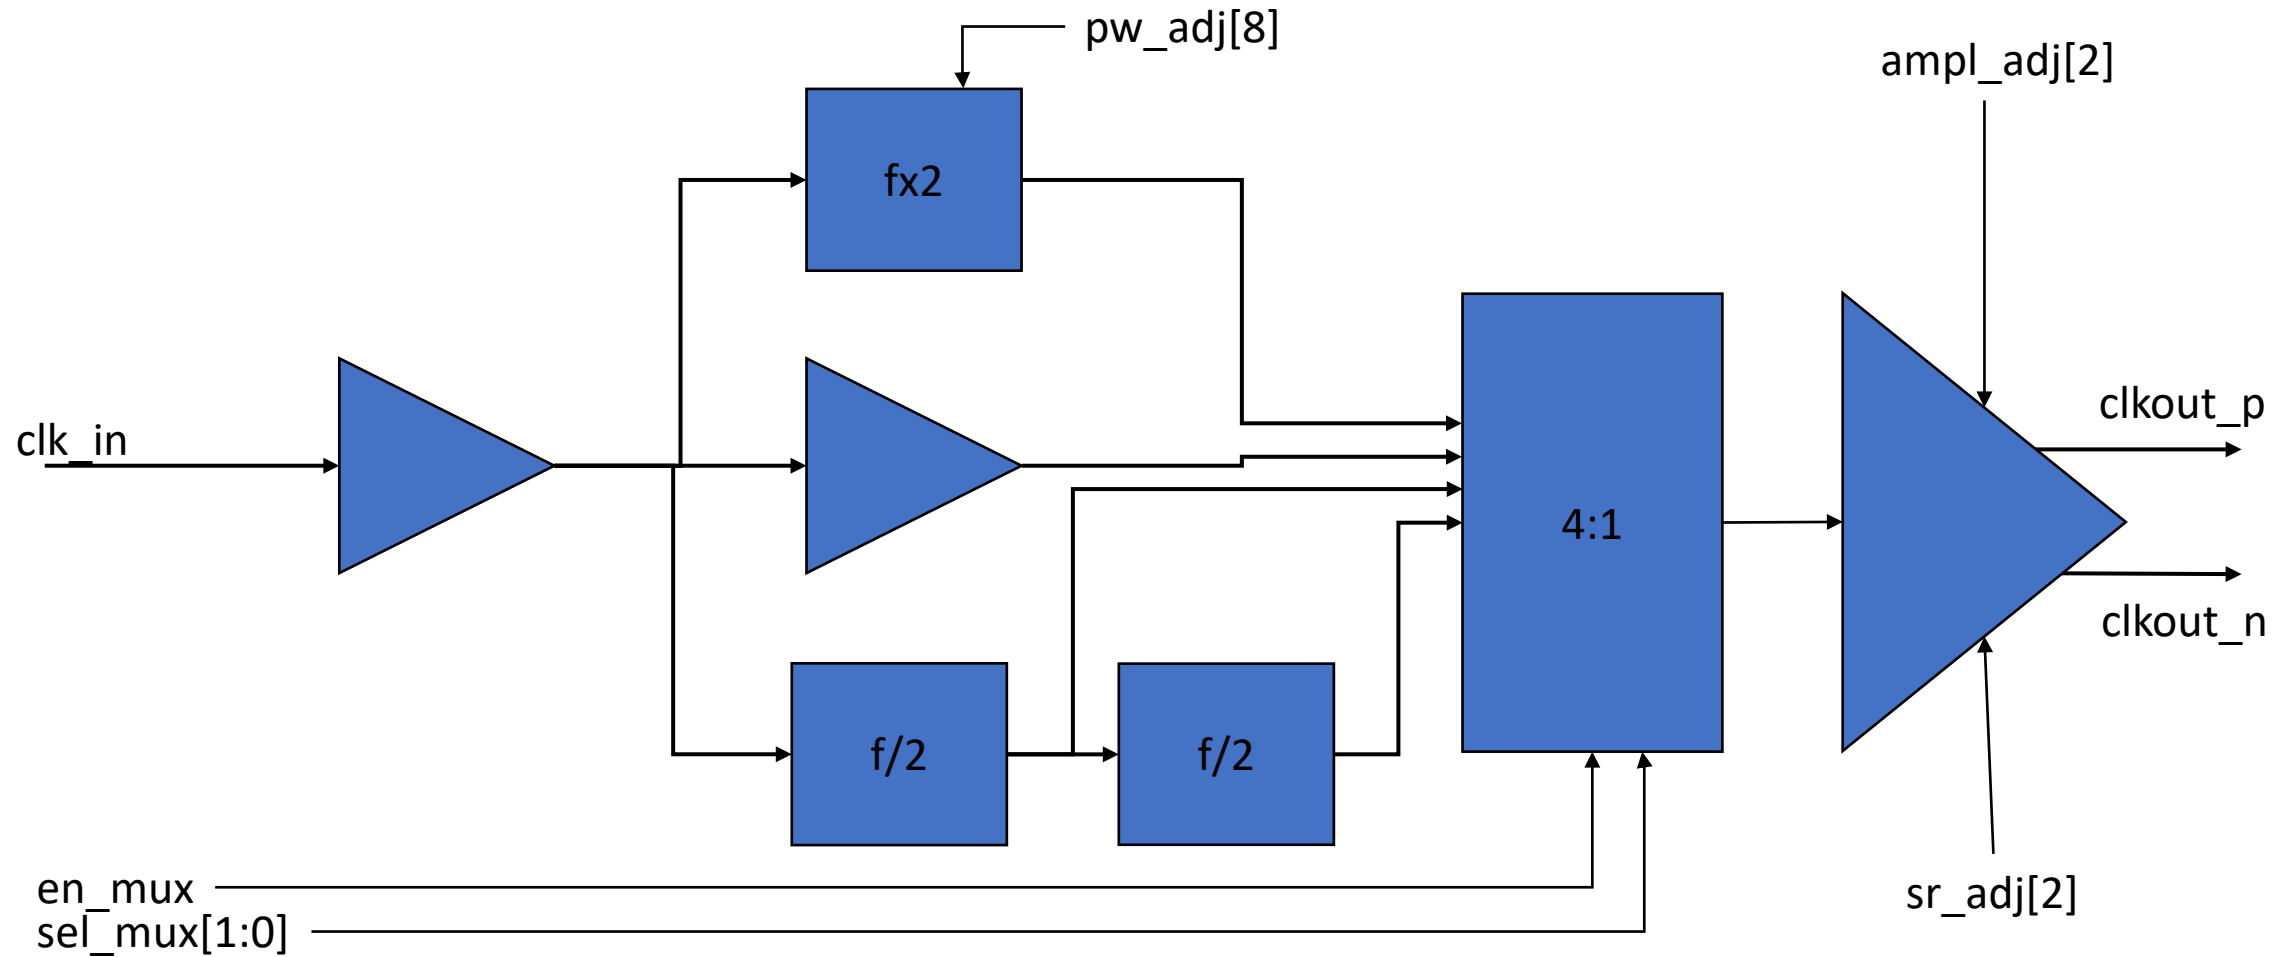 pw_adj[8]
ampl_adj[2]
fx2
clkout_p
clk_in
4:1
clkout_n
f/2
f/2
en_mux
sr_adj[2]
sel_mux[1:0]